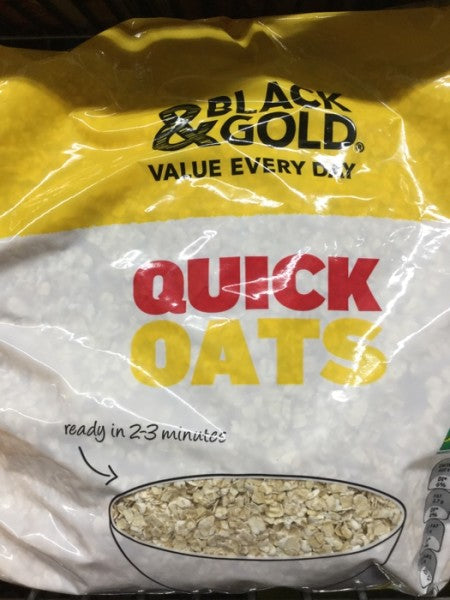 BLACK
& GOLD®
VALUE EVERY DAY
QUICK
OATS
ready in 2-3 minutes